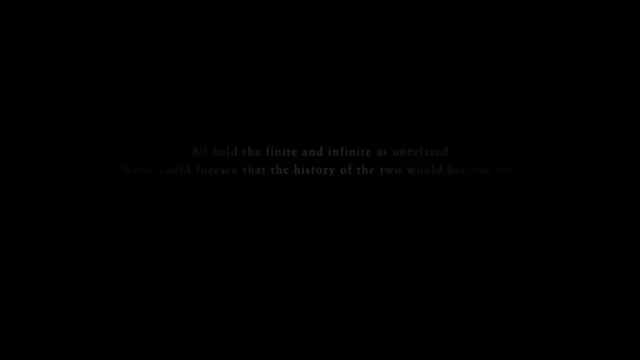 All held the finite and infinite as unrelated
None could foresee that the history of the two would become one